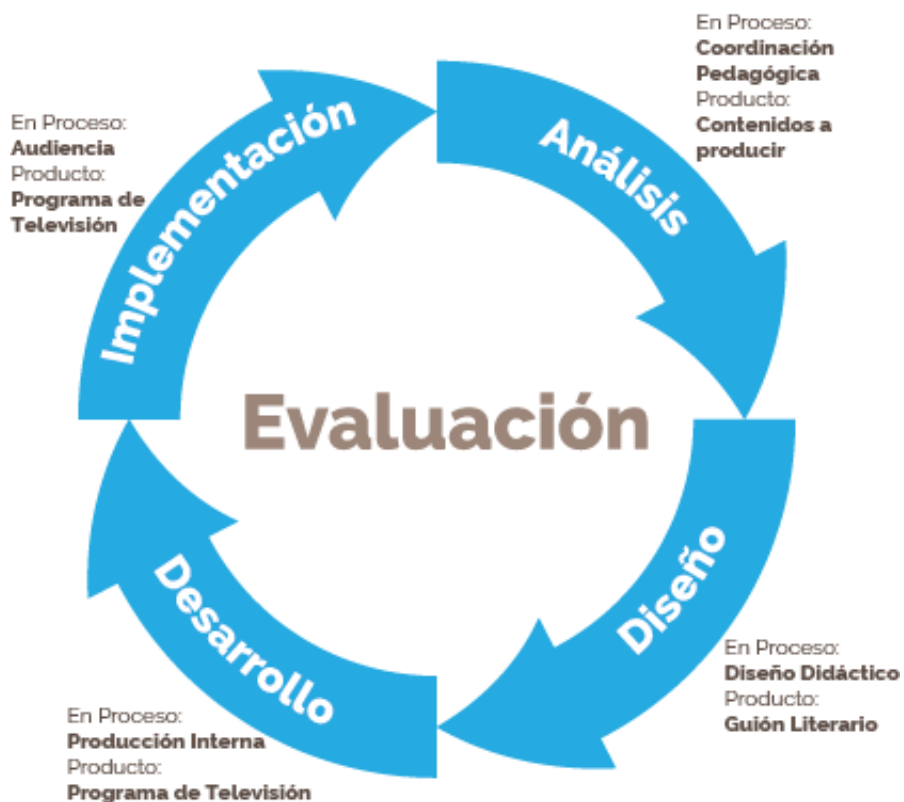 En Proceso:
Coordinación
Pedagógica
Producto:
Contenidos a
producir
Análisis
En Proceso:
Audiencia
Producto:
Programa de
Televisión
Implementación
Evaluación
Diseño
En Proceso:
Diseño Didáctico
Producto:
Guión Literario
Desarrollo
En Proceso:
Producción Interna
Producto:
Programa de Televisión